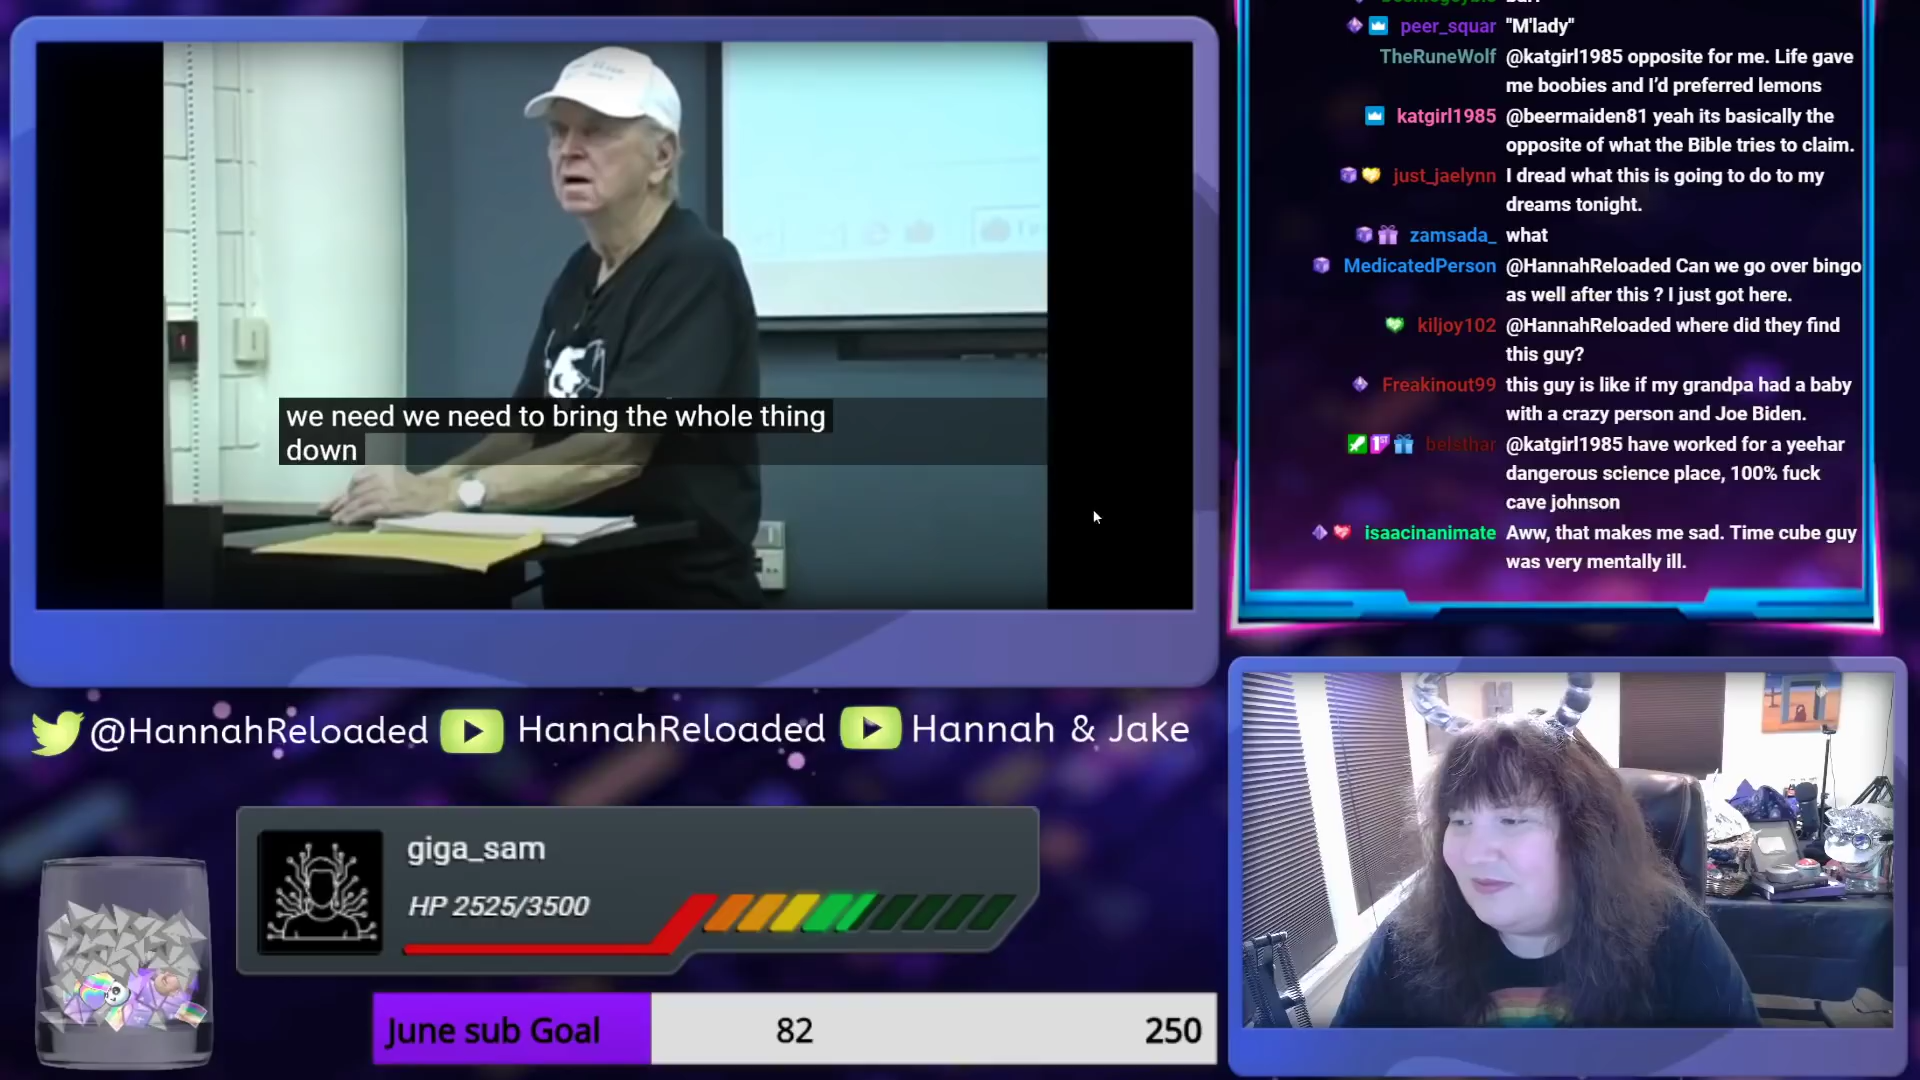 we need we need to bring the whole thing
down
peer_squar "M'lady"
TheRuneWolf @katgirl1985 opposite for me. Life gave
me boobies and I'd preferred lemons
katgirl1985 @beermaiden81 yeah its basically the
opposite of what the Bible tries to claim.
just_jaelynn I dread what this is going to do to my
dreams tonight.
zamsada_ what
MedicatedPerson @HannahReloaded Can we go over bingo
as well after this ? I just got here.
kiljoy102 @HannahReloaded where did they find
this guy?
Freakinout99 this guy is like if my grandpa had a baby
with a crazy person and Joe Biden.
belsthar @katgirl1985 have worked for a yeehar
dangerous science place, 100% fuck
cave johnson
isaacinanimate Aww, that makes me sad. Time cube guy
was very mentally ill.
@HannahReloaded HannahReloaded Hannah & Jake
giga_sam
HP 2525/3500
June sub Goal 82 250